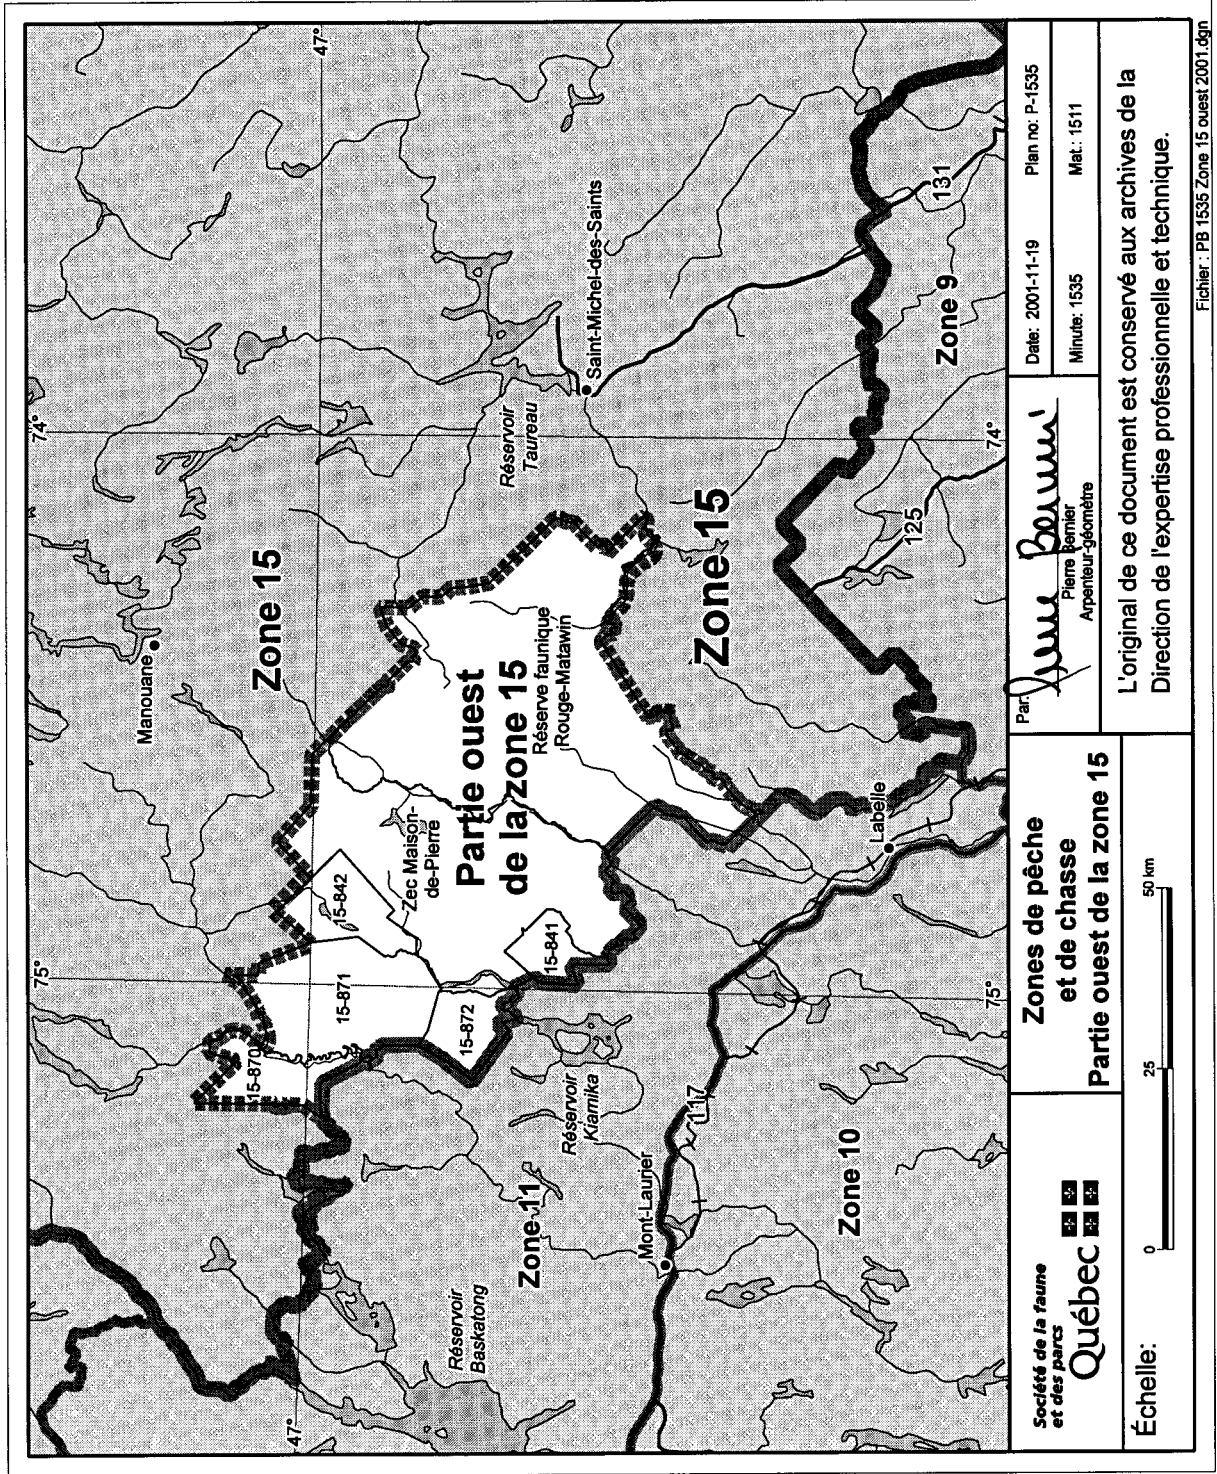 47°
74°
75°
Manouane
Zone 15
Réservoir
Taureau
Saint-Michel-des-Saints
Zone 15
Partie ouest
de la zone 15
Réserve faunique
Rouge-Matawin
Zec Maison-
de-Pierre
15-842
15-871
15-870
15-872
15-841
Réservoir
Kiamika
Réservoir
Baskatong
Zone 11
Mont-Laurier
117
Zone 10
Labelle
125
131
Zone 9
47°
75°
74°
Société de la faune
et des parcs
Québec
Échelle:
0 25 50 km
Zones de pêche
et de chasse
Partie ouest de la zone 15
Par:
Pierre Bernier
Arpenteur-géomètre
Date: 2001-11-19 Plan no: P-1535
Minute: 1535 Mat.: 1511
L'original de ce document est conservé aux archives de la
Direction de l'expertise professionnelle et technique.
Fichier : PB 1535 Zone 15 ouest 2001.dgn